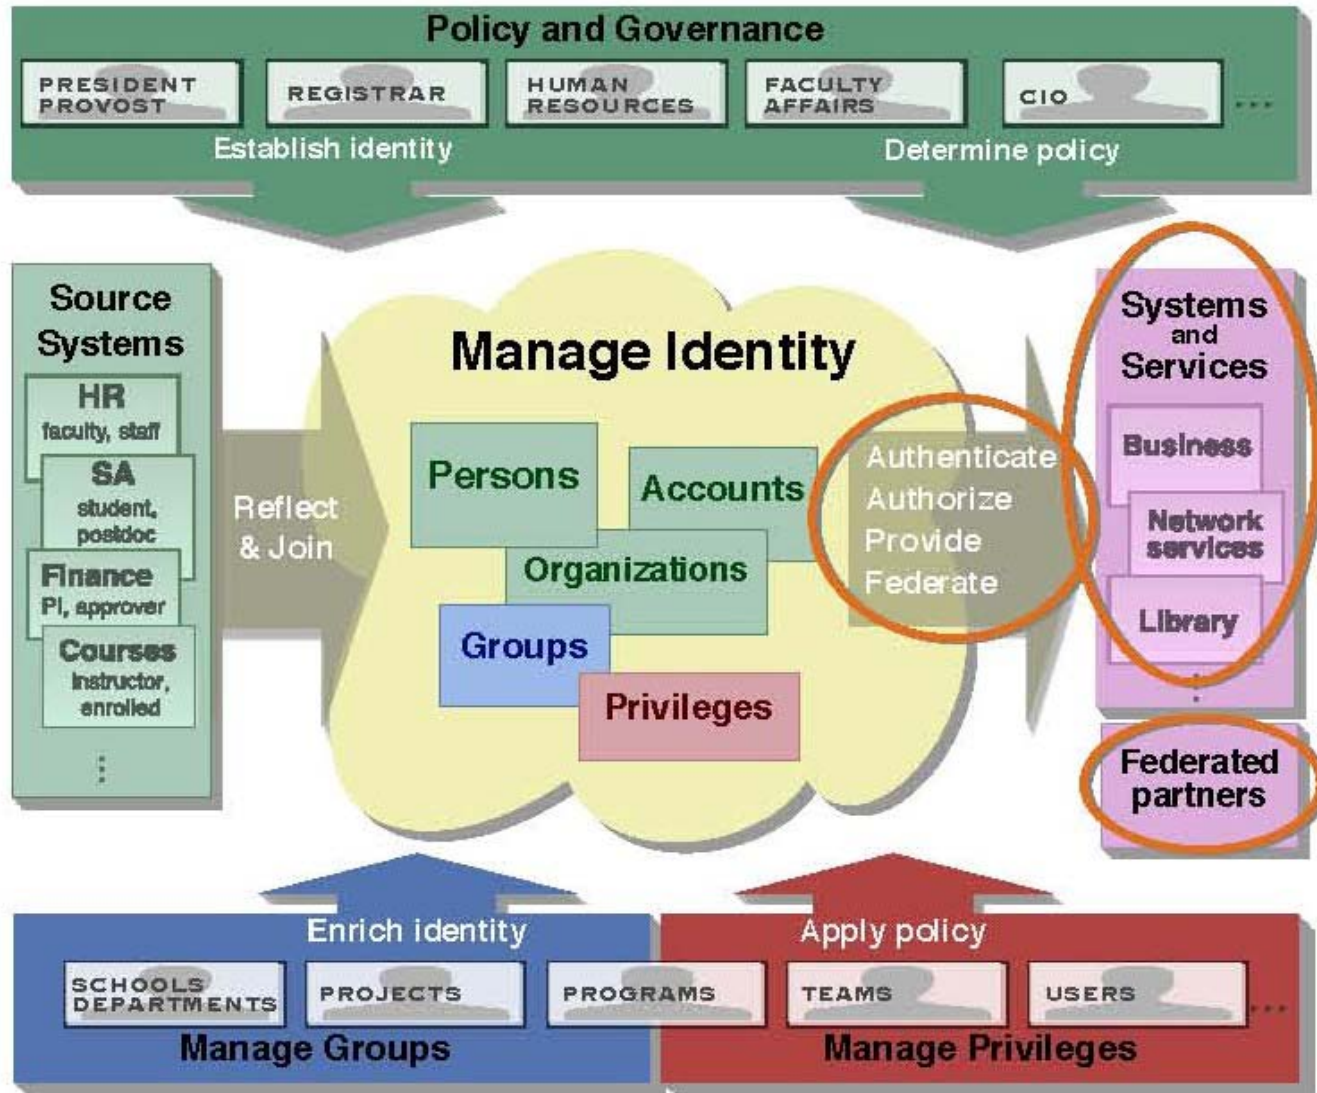 Policy and Governance
PRESIDENT
PROVOST
REGISTRAR
HUMAN
RESOURCES
FACULTY
AFFAIRS
CIO
...
Establish identity
Determine policy
Source
Systems
HR
faculty, staff
SA
student,
postdoc
Finance
PI, approver
Courses
instructor,
enrolled
⋮
Reflect
& Join
Manage Identity
Persons
Accounts
Organizations
Groups
Privileges
Authenticate
Authorize
Provide
Federate
Systems
and
Services
Business
Network
services
Library
⋮
Federated
partners
Enrich identity
SCHOOLS
DEPARTMENTS
PROJECTS
PROGRAMS
Manage Groups
Apply policy
TEAMS
USERS
...
Manage Privileges